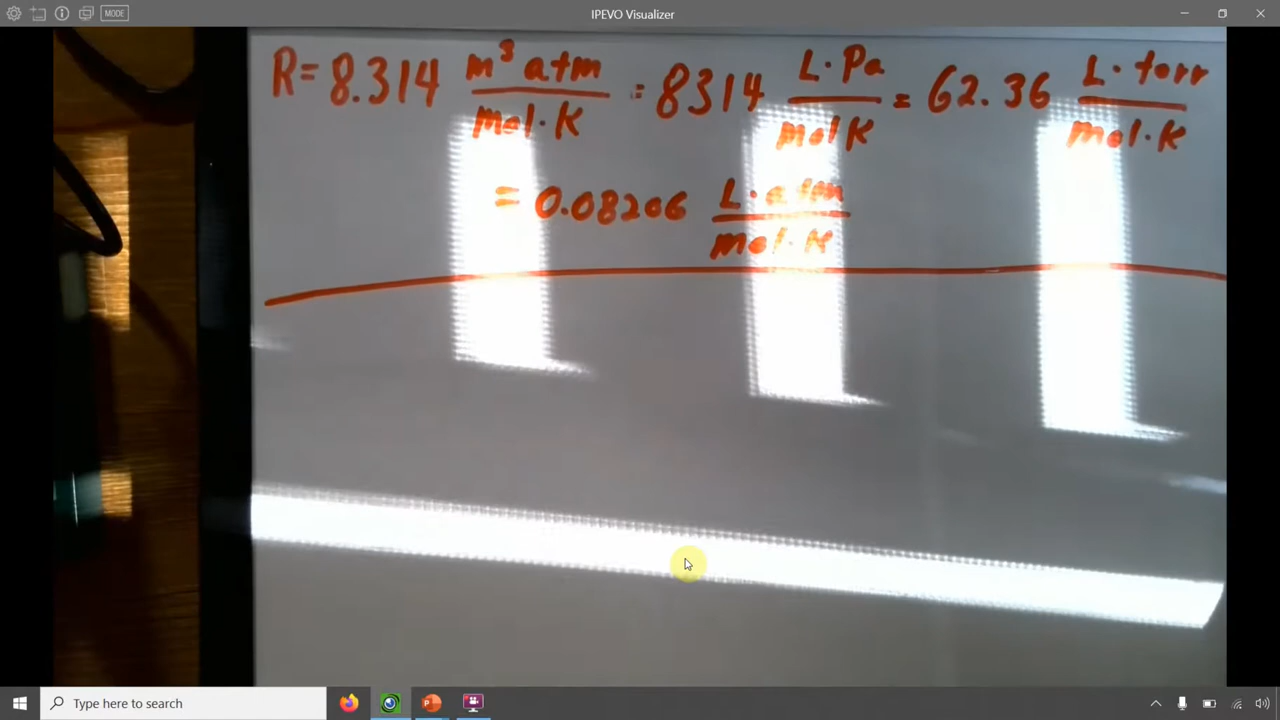 MODE
IPEVO Visualizer
R= 8.314 m³ atm / mol·K = 8314 L·Pa / mol K = 62.36 L·torr / mol·K
= 0.08206 L·atm / mol·K
Type here to search